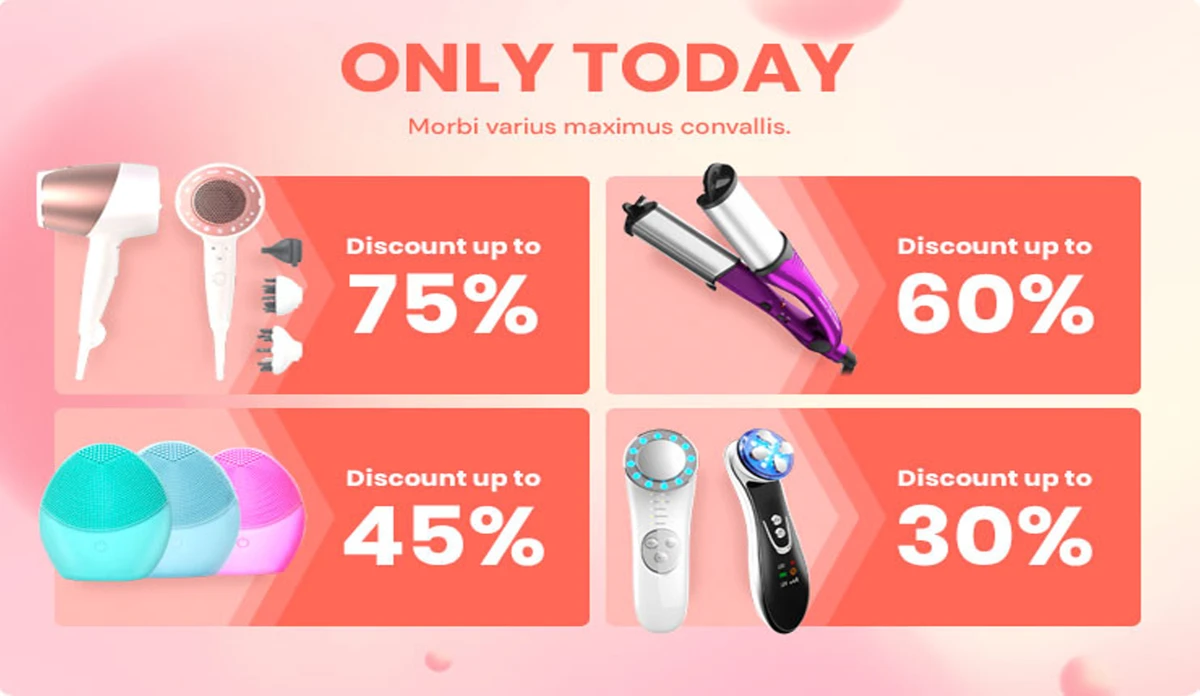 ONLY TODAY
Morbi varius maximus convallis.
Discount up to
75%
Discount up to
60%
Discount up to
45%
Discount up to
30%